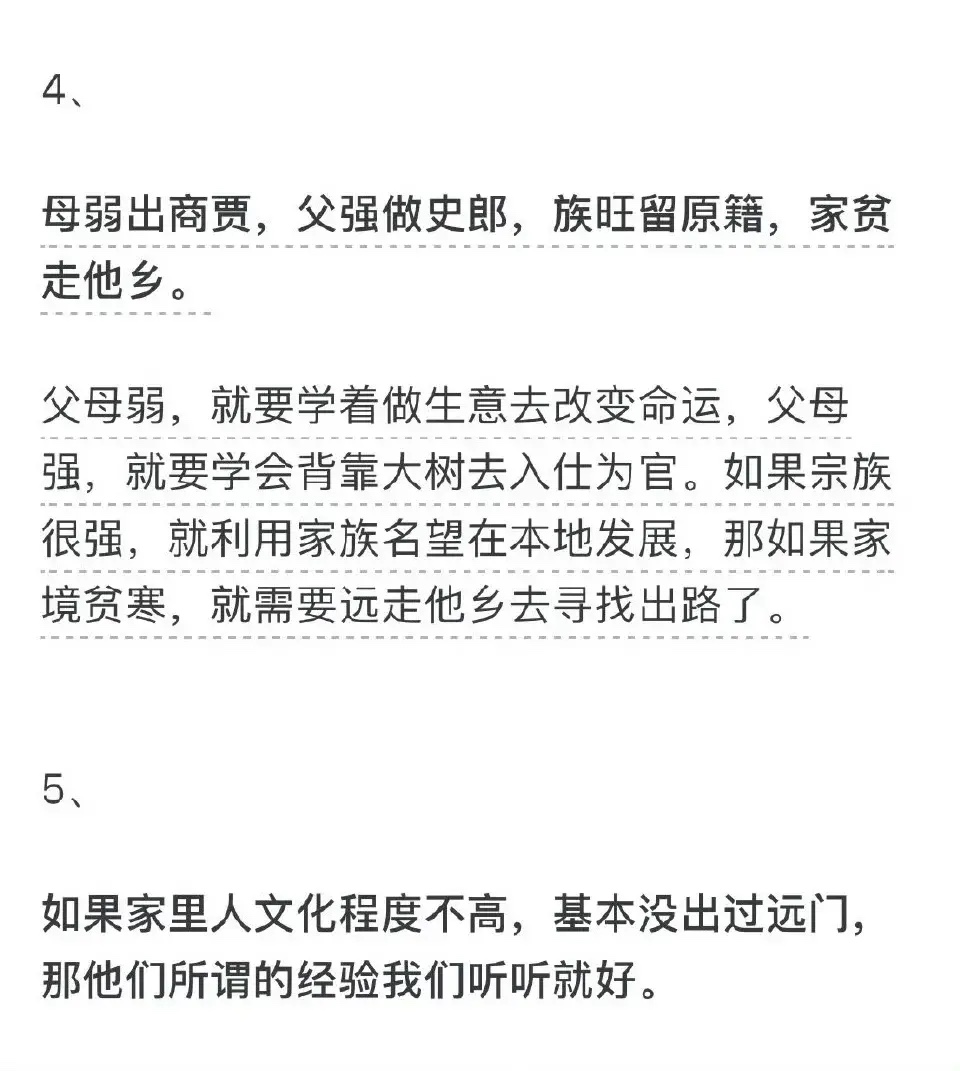 4、
母弱出商贾，父强做史郎，族旺留原籍，家贫
走他乡。
父母弱，就要学着做生意去改变命运，父母
强，就要学会背靠大树去入仕为官。如果宗族
很强，就利用家族名望在本地发展，那如果家
境贫寒，就需要远走他乡去寻找出路了。
5、
如果家里人文化程度不高，基本没出过远门，
那他们所谓的经验我们听听就好。